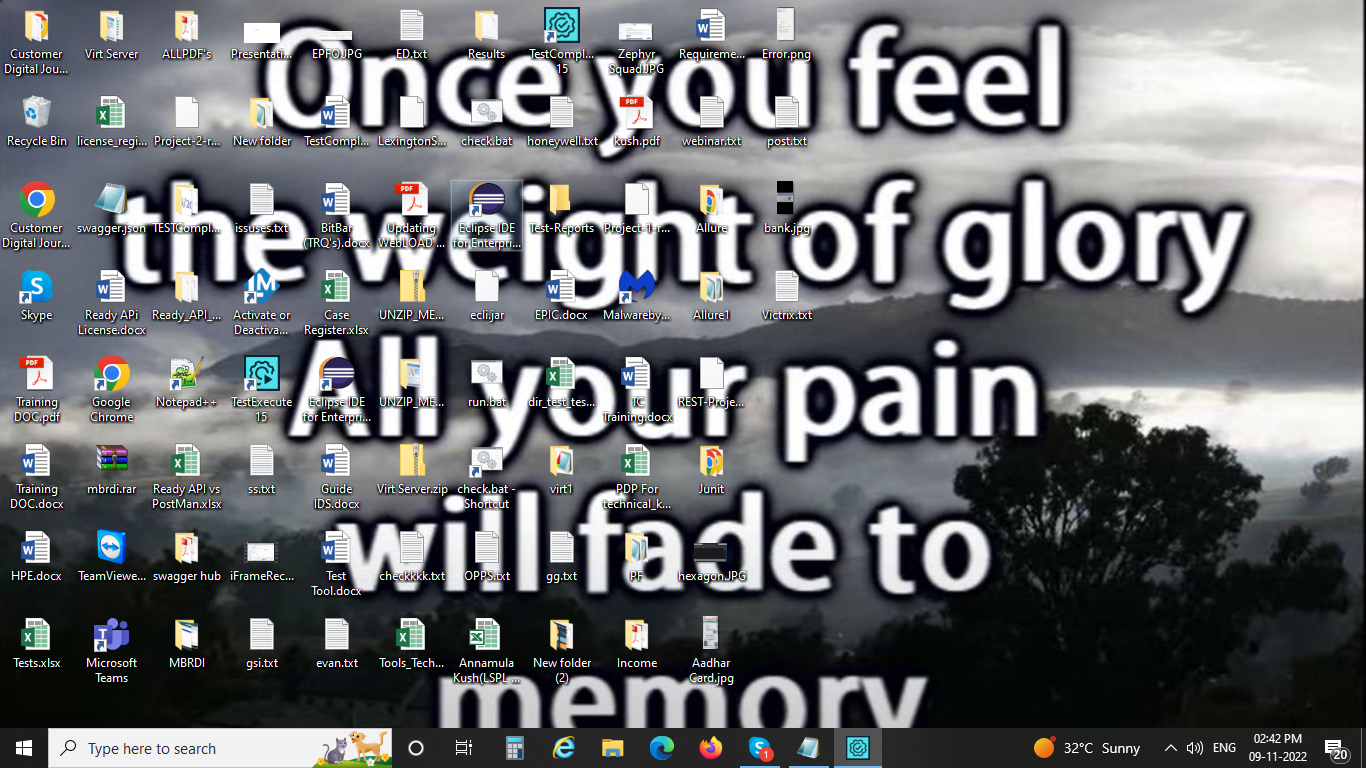 Once you feel
the weight of glory
All your pain
will fade to
memory
Customer
Digital Jou...
Virt Server
ALLPDF's
Presentati...
EPFO.JPG
ED.txt
Results
TestCompl...
15
Zephyr
Squad.JPG
Requireme...
Error.png
Recycle Bin
license_regi...
Project-2-r...
New folder
TestCompl...
LexingtonS...
check.bat
honeywell.txt
kush.pdf
webinar.txt
post.txt
Customer
Digital Jour...
swagger.json
TESTCompl...
issuses.txt
BitBar
(TRQ's).docx
Updating
WebLOAD ...
Eclipse IDE
for Enterpri...
Test-Reports
Project-1-r...
Allure
bank.jpg
Skype
Ready APi
License.docx
Ready_API_...
Activate or
Deactiva...
Case
Register.xlsx
UNZIP_ME...
ecli.jar
EPIC.docx
Malwareby...
Allure1
Victrix.txt
Training
DOC.pdf
Google
Chrome
Notepad++
TestExecute
15
Eclipse IDE
for Enterpri...
UNZIP_ME...
run.bat
dir_test_tes...
TC
Training.docx
REST-Proje...
Training
DOC.docx
mbrdi.rar
Ready API vs
PostMan.xlsx
ss.txt
Guide
IDS.docx
Virt Server.zip
check.bat -
Shortcut
virt1
PDP For
technical_k...
Junit
HPE.docx
TeamViewe...
swagger hub
iFrameRec...
Test
Tool.docx
checkkkk.txt
OPPS.txt
gg.txt
PF
hexagon.JPG
Tests.xlsx
Microsoft
Teams
MBRDI
gsi.txt
evan.txt
Tools_Tech...
Annamula
Kush(LSPL ...
New folder
(2)
Income
Aadhar
Card.jpg
Type here to search
1
32°C Sunny
ENG
02:42 PM
09-11-2022
20